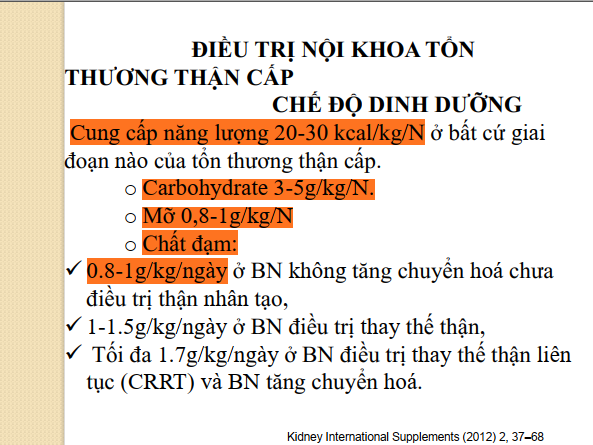 ĐIỀU TRỊ NỘI KHOA TỔN
THƯƠNG THẬN CẤP
CHẾ ĐỘ DINH DƯỠNG
Cung cấp năng lượng 20-30 kcal/kg/N ở bất cứ giai
đoạn nào của tổn thương thận cấp.
o Carbohydrate 3-5g/kg/N.
o Mỡ 0,8-1g/kg/N
o Chất đạm:
✓ 0.8-1g/kg/ngày ở BN không tăng chuyển hoá chưa
điều trị thận nhân tạo,
✓ 1-1.5g/kg/ngày ở BN điều trị thay thế thận,
✓ Tối đa 1.7g/kg/ngày ở BN điều trị thay thế thận liên
tục (CRRT) và BN tăng chuyển hoá.
Kidney International Supplements (2012) 2, 37–68